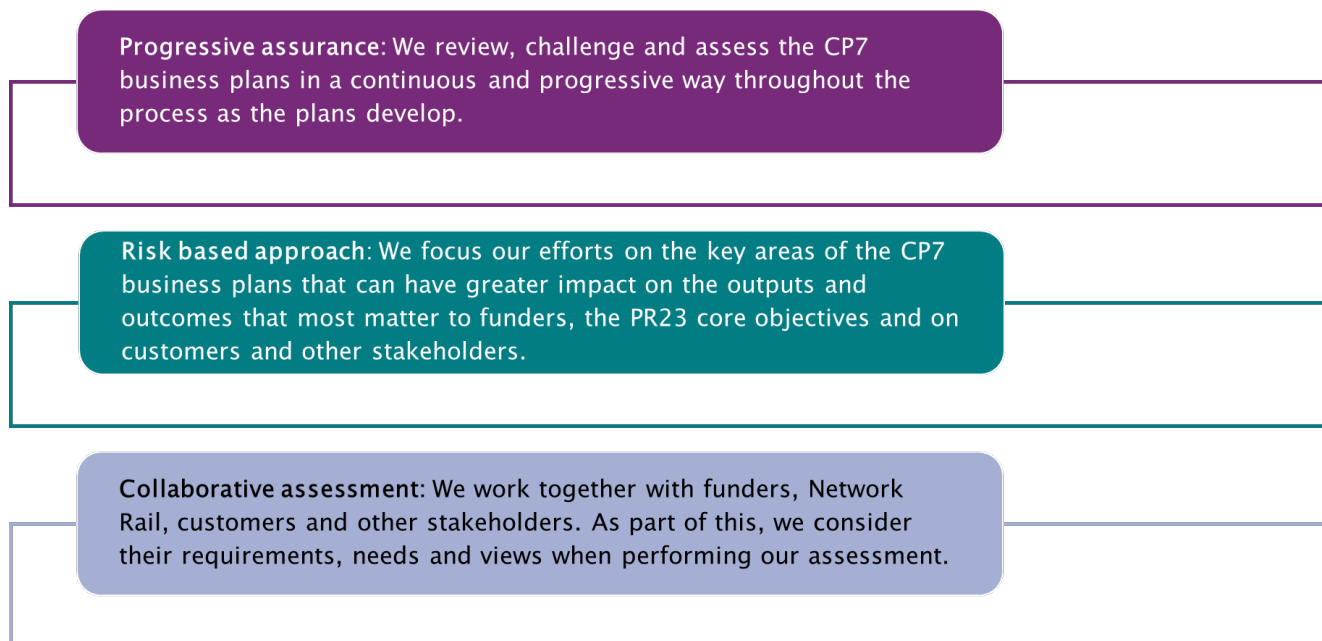 Progressive assurance: We review, challenge and assess the CP7
business plans in a continuous and progressive way throughout the
process as the plans develop.
Risk based approach: We focus our efforts on the key areas of the CP7
business plans that can have greater impact on the outputs and
outcomes that most matter to funders, the PR23 core objectives and on
customers and other stakeholders.
Collaborative assessment: We work together with funders, Network
Rail, customers and other stakeholders. As part of this, we consider
their requirements, needs and views when performing our assessment.